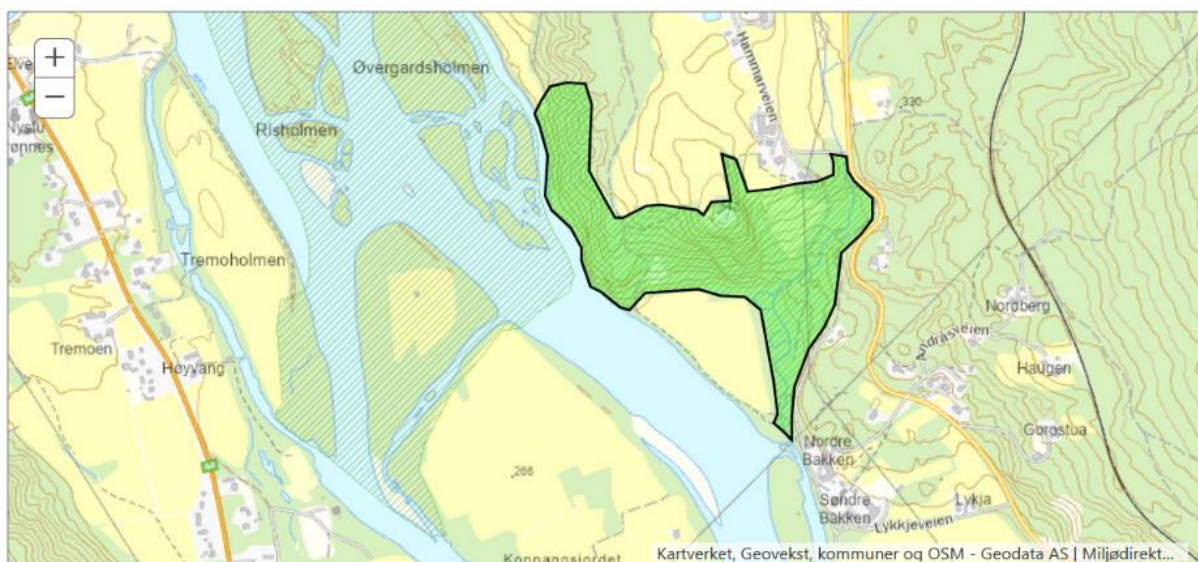 +
−
Elve
Nystu
ønnes
Øvergardsholmen
Risholmen
Hammarveien
330
Tremoholmen
Tremoen
Høyvang
Nordberg
Andråsveien
Haugen
Gorostua
266
Nordre
Bakken
Søndre
Bakken
Lykja
Lykkjeveien
Koppangsjordet
Kartverket, Geovekst, kommuner og OSM - Geodata AS | Miljødirekt...